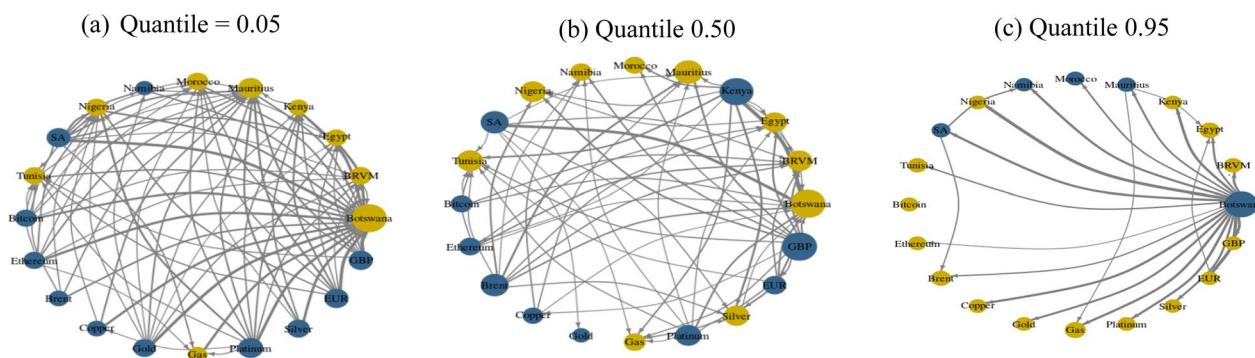 (a) Quantile = 0.05
Morocco
Namibia
Mauritius
Nigeria
Kenya
SA
Egypt
Tunisia
BRVM
Bitcoin
Botswana
Ethereum
GBP
Brent
EUR
Copper
Silver
Gold
Gas
Platinum
(b) Quantile 0.50
Morocco
Namibia
Mauritius
Nigeria
Kenya
SA
Egypt
Tunisia
BRVM
Bitcoin
Botswana
Ethereum
GBP
Brent
EUR
Copper
Silver
Gold
Gas
Platinum
(c) Quantile 0.95
Namibia
Morocco
Mauritius
Nigeria
Kenya
SA
Egypt
Tunisia
BRVM
Bitcoin
Botswan
Ethereum
GBP
Brent
EUR
Copper
Silver
Gold
Gas
Platinum